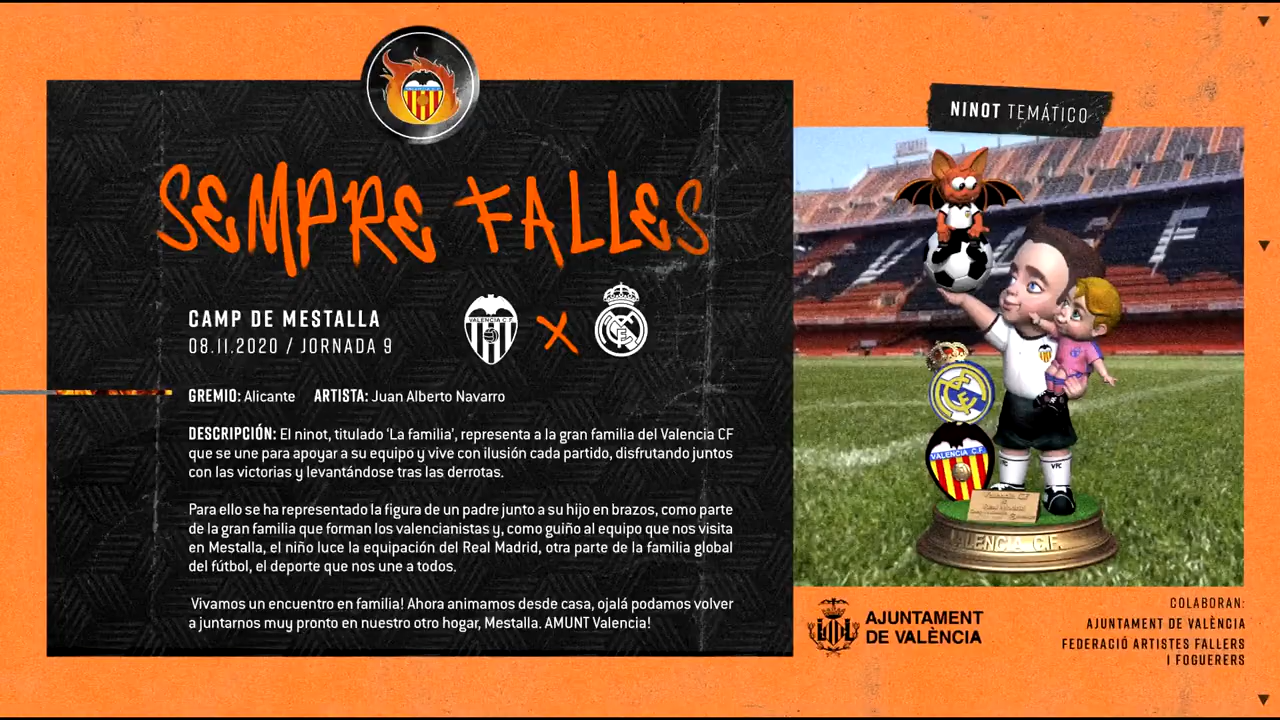 SEMPRE FALLES
CAMP DE MESTALLA
08.11.2020 / JORNADA 9
VALENCIA C.F
X
GREMIO: Alicante ARTISTA: Juan Alberto Navarro
DESCRIPCIÓN: El ninot, titulado ‘La familia’, representa a la gran familia del Valencia CF
que se une para apoyar a su equipo y vive con ilusión cada partido, disfrutando juntos
con las victorias y levantándose tras las derrotas.
Para ello se ha representado la figura de un padre junto a su hijo en brazos, como parte
de la gran familia que forman los valencianistas y, como guiño al equipo que nos visita
en Mestalla, el niño luce la equipación del Real Madrid, otra parte de la familia global
del fútbol, el deporte que nos une a todos.
Vivamos un encuentro en familia! Ahora animamos desde casa, ojalá podamos volver
a juntarnos muy pronto en nuestro otro hogar, Mestalla. AMUNT Valencia!
NINOT TEMÁTICO
VALENCIA C.F
VFC
VALENCIA C.F.
AJUNTAMENT
DE VALÈNCIA
COLABORAN:
AJUNTAMENT DE VALÈNCIA
FEDERACIÓ ARTISTES FALLERS
I FOGUERERS